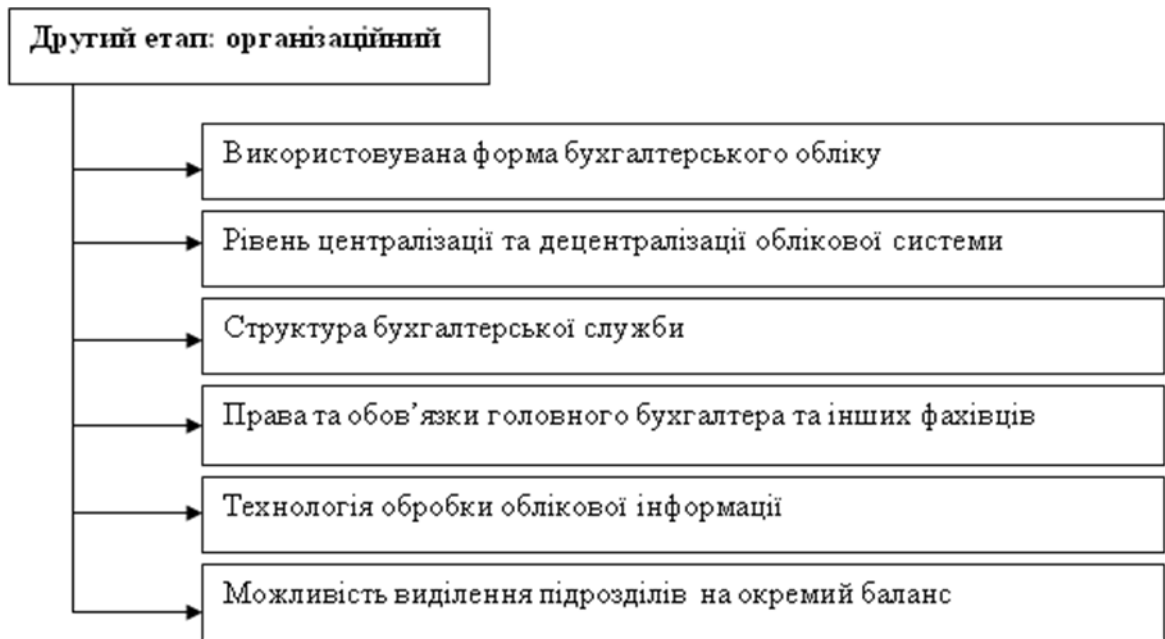 Другий етап: організаційний
Використовувана форма бухгалтерського обліку
Рівень централізації та децентралізації облікової системи
Структура бухгалтерської служби
Права та обов’язки головного бухгалтера та інших фахівців
Технологія обробки облікової інформації
Можливість виділення підрозділів на окремий баланс